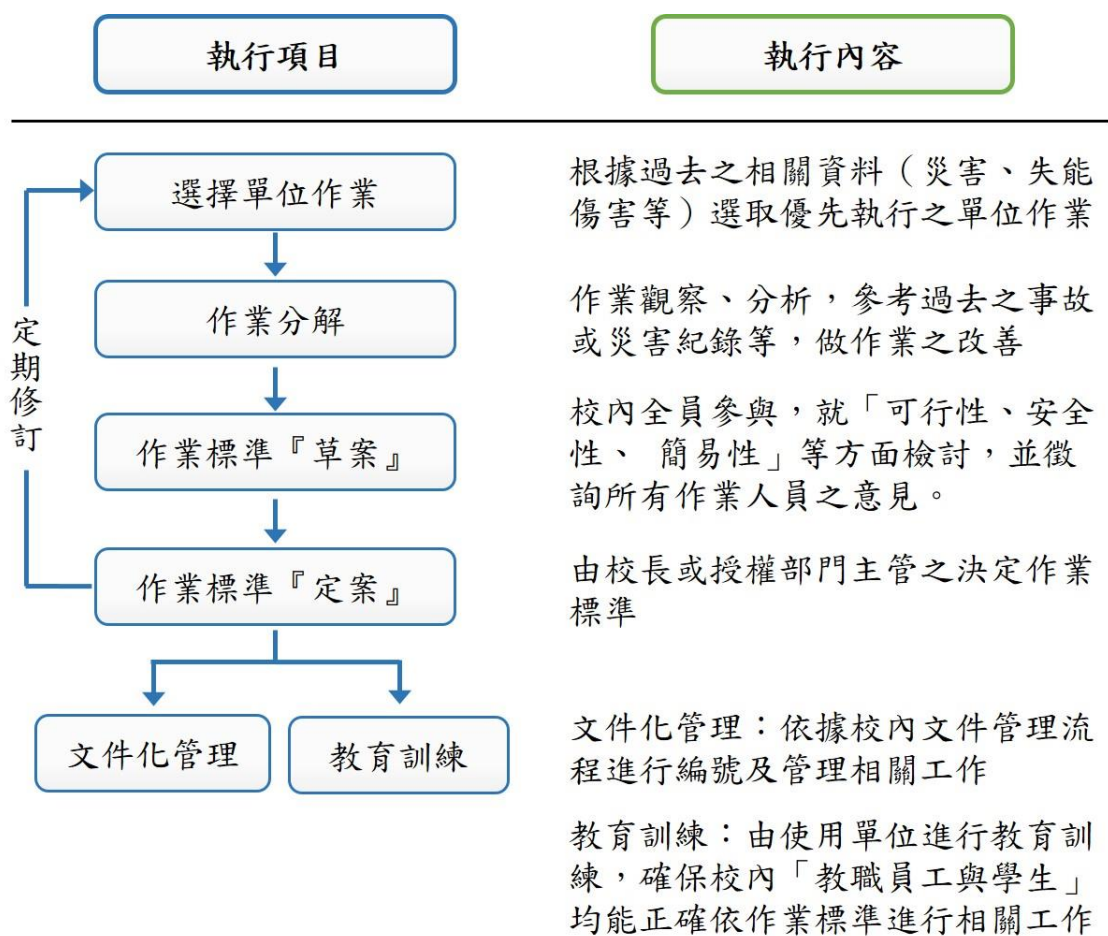 執行項目
執行內容
選擇單位作業
根據過去之相關資料（災害、失能
傷害等）選取優先執行之單位作業
作業分解
作業觀察、分析，參考過去之事故
或災害紀錄等，做作業之改善
定期修訂
作業標準『草案』
校內全員參與，就「可行性、安全
性、 簡易性」等方面檢討，並徵
詢所有作業人員之意見。
作業標準『定案』
由校長或授權部門主管之決定作業
標準
文件化管理
教育訓練
文件化管理：依據校內文件管理流
程進行編號及管理相關工作
教育訓練：由使用單位進行教育訓
練，確保校內「教職員工與學生」
均能正確依作業標準進行相關工作